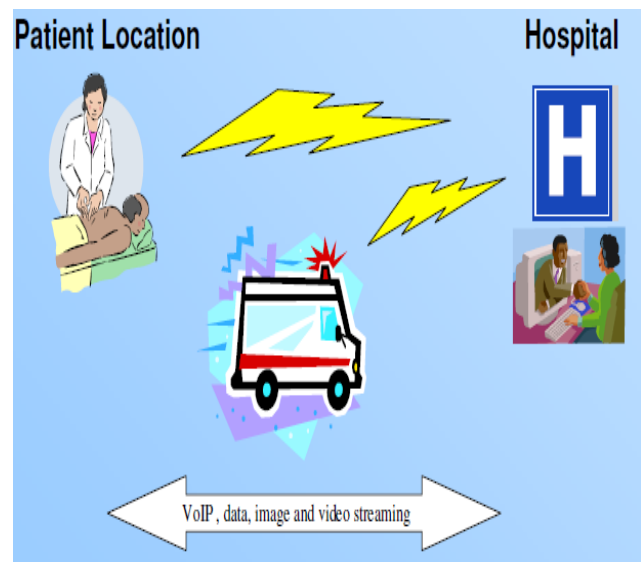 Patient Location
Hospital
H
VoIP , data, image and video streaming